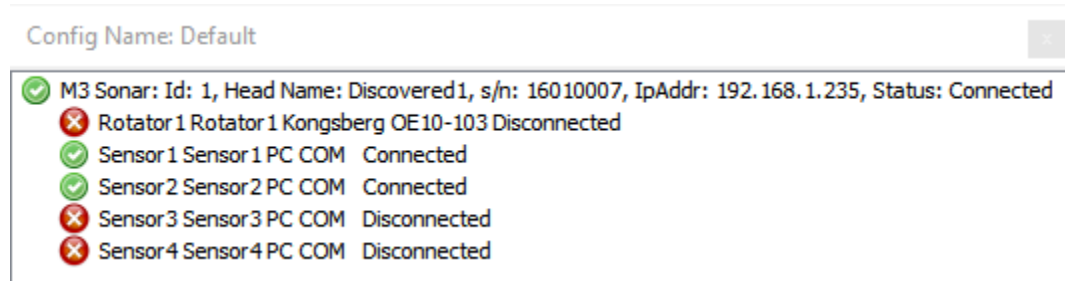 Config Name: Default
x
M3 Sonar: Id: 1, Head Name: Discovered1, s/n: 16010007, IpAddr: 192.168.1.235, Status: Connected
Rotator1 Rotator1 Kongsberg OE10-103 Disconnected
Sensor1 Sensor1 PC COM Connected
Sensor2 Sensor2 PC COM Connected
Sensor3 Sensor3 PC COM Disconnected
Sensor4 Sensor4 PC COM Disconnected